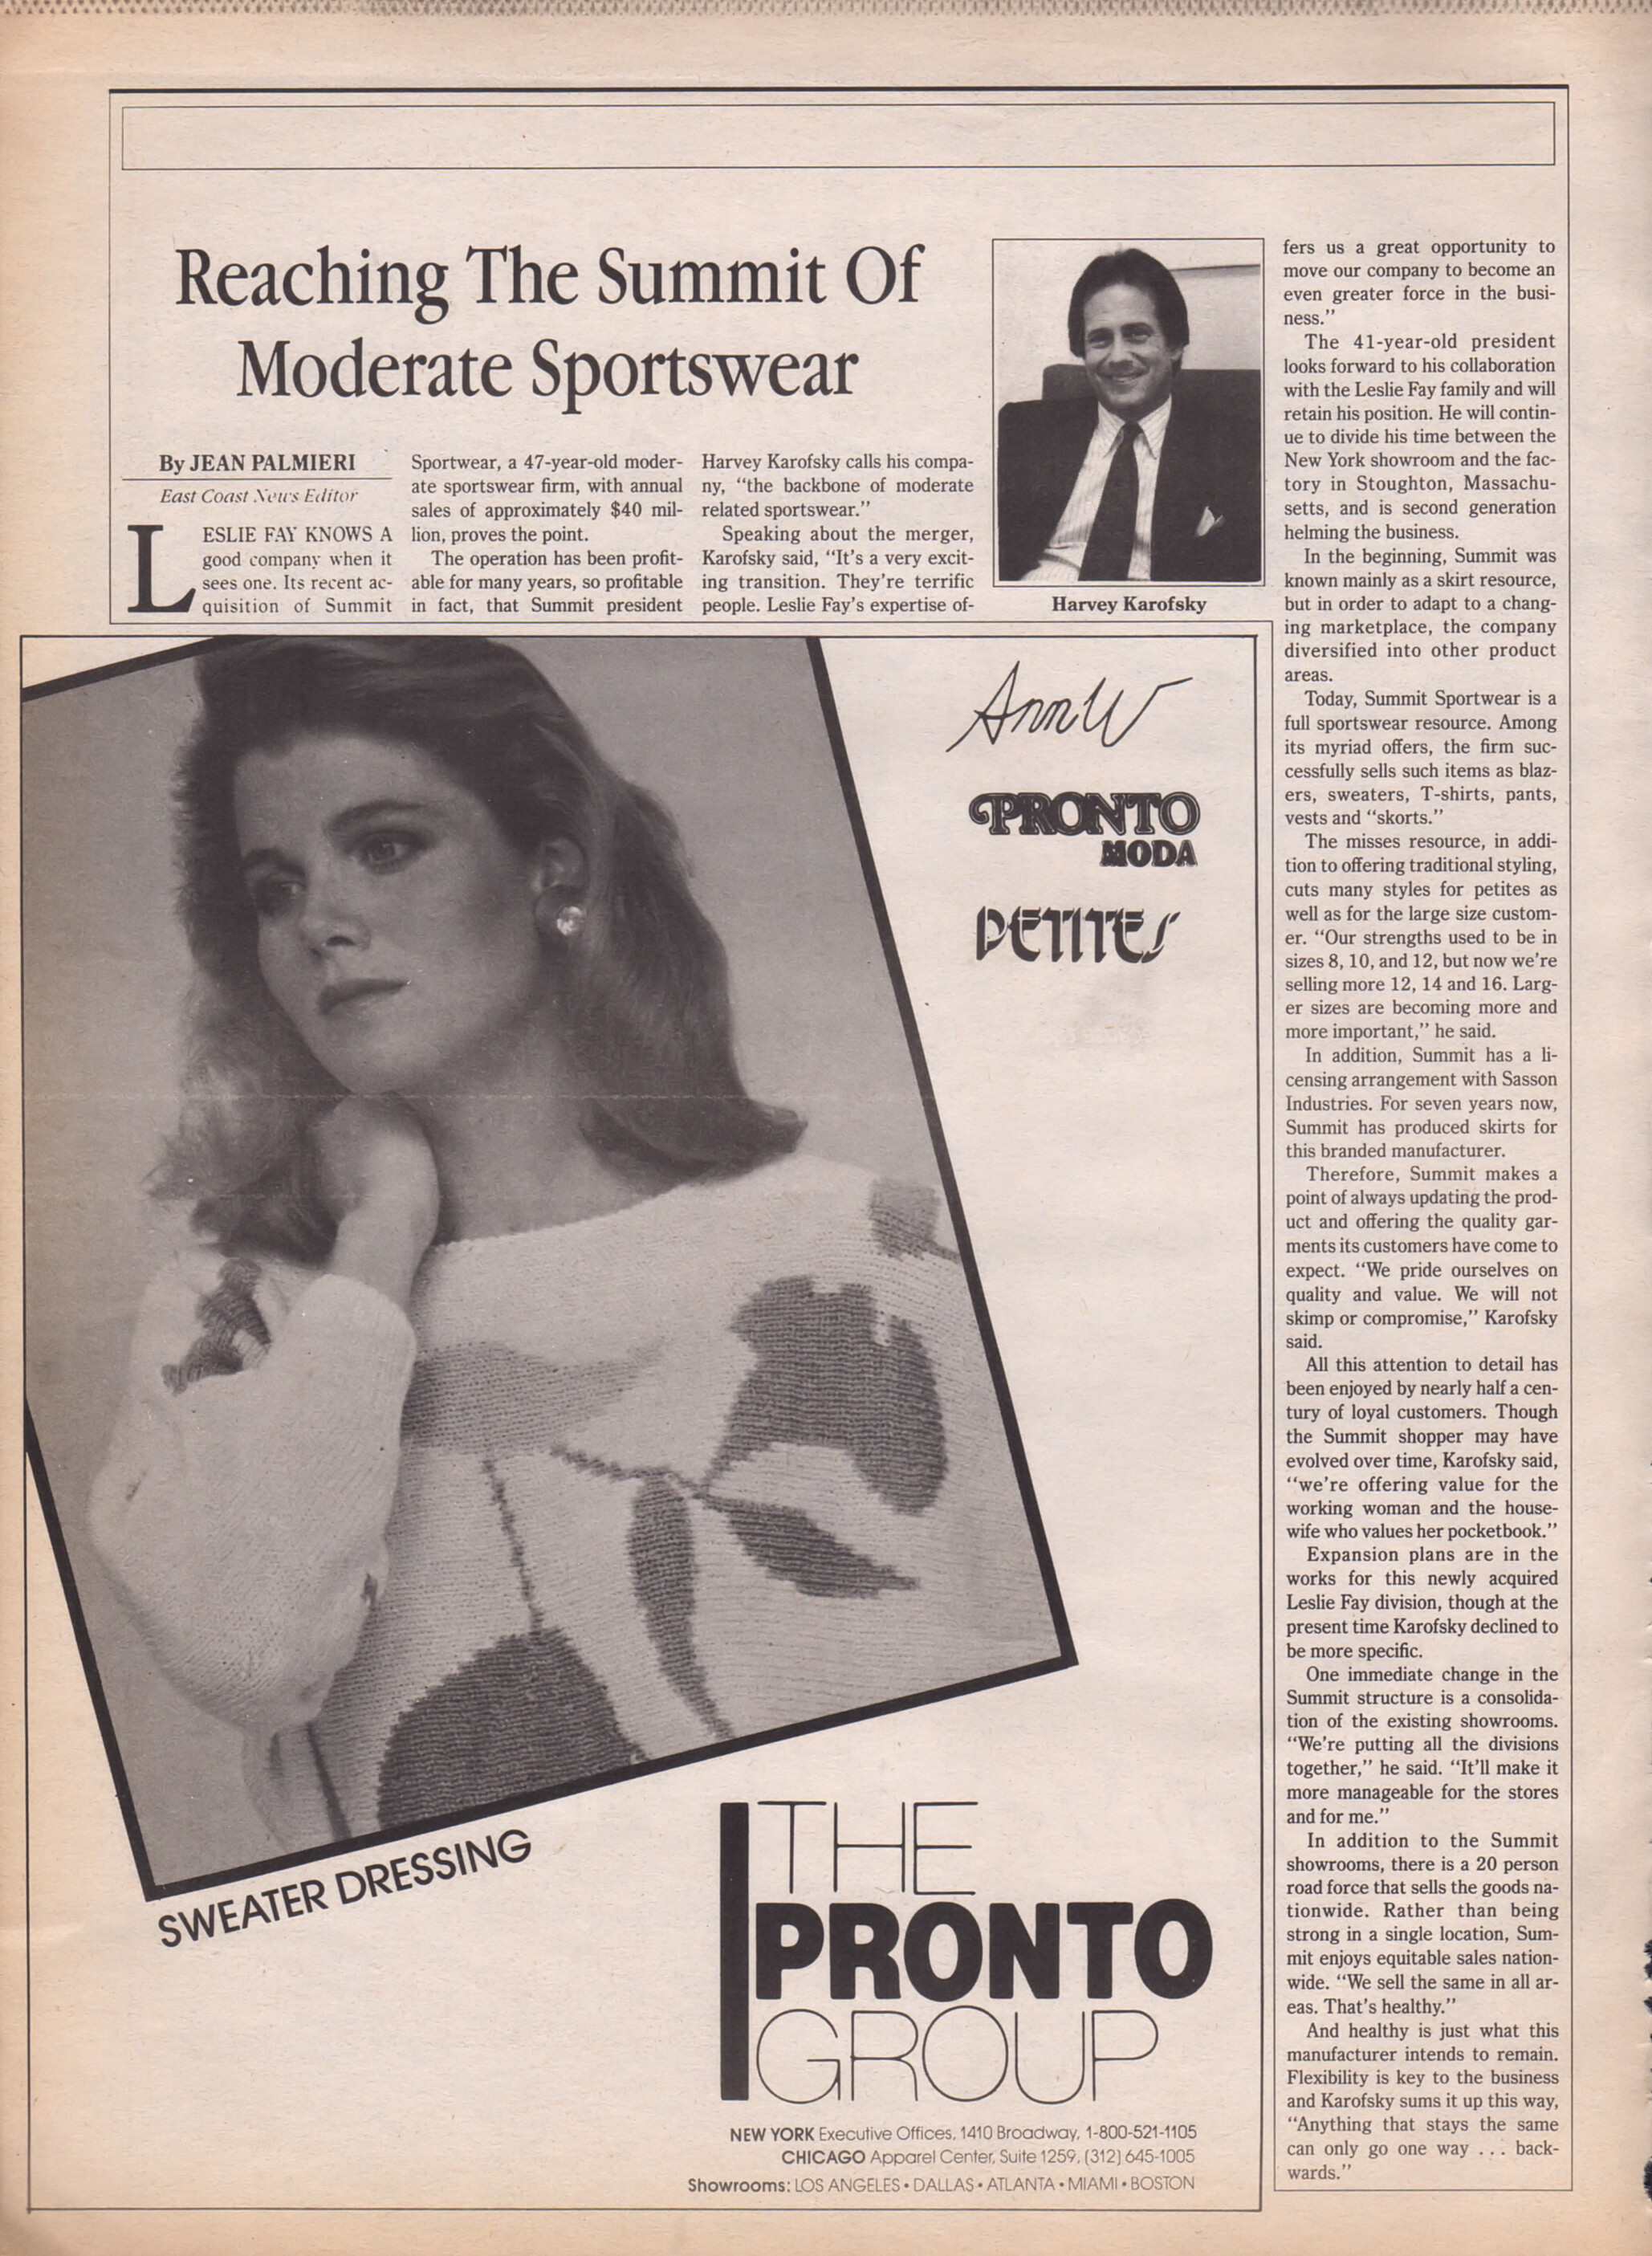 Reaching The Summit Of
Moderate Sportswear
By JEAN PALMIERI
East Coast News Editor
LESLIE FAY KNOWS A
good company when it
sees one. Its recent ac-
quisition of Summit
Sportwear, a 47-year-old moder-
ate sportswear firm, with annual
sales of approximately $40 mil-
lion, proves the point.
The operation has been profit-
able for many years, so profitable
in fact, that Summit president
Harvey Karofsky calls his compa-
ny, “the backbone of moderate
related sportswear.”
Speaking about the merger,
Karofsky said, “It's a very excit-
ing transition. They're terrific
people. Leslie Fay's expertise of-
Harvey Karofsky
fers us a great opportunity to
move our company to become an
even greater force in the busi-
ness.”
The 41-year-old president
looks forward to his collaboration
with the Leslie Fay family and will
retain his position. He will contin-
ue to divide his time between the
New York showroom and the fac-
tory in Stoughton, Massachu-
setts, and is second generation
helming the business.
In the beginning, Summit was
known mainly as a skirt resource,
but in order to adapt to a chang-
ing marketplace, the company
diversified into other product
areas.
Today, Summit Sportwear is a
full sportswear resource. Among
its myriad offers, the firm suc-
cessfully sells such items as blaz-
ers, sweaters, T-shirts, pants,
vests and “skorts.”
The misses resource, in addi-
tion to offering traditional styling,
cuts many styles for petites as
well as for the large size custom-
er. “Our strengths used to be in
sizes 8, 10, and 12, but now we're
selling more 12, 14 and 16. Larg-
er sizes are becoming more and
more important,” he said.
In addition, Summit has a li-
censing arrangement with Sasson
Industries. For seven years now,
Summit has produced skirts for
this branded manufacturer.
Therefore, Summit makes a
point of always updating the prod-
uct and offering the quality gar-
ments its customers have come to
expect. “We pride ourselves on
quality and value. We will not
skimp or compromise,” Karofsky
said.
All this attention to detail has
been enjoyed by nearly half a cen-
tury of loyal customers. Though
the Summit shopper may have
evolved over time, Karofsky said,
“we're offering value for the
working woman and the house-
wife who values her pocketbook.”
Expansion plans are in the
works for this newly acquired
Leslie Fay division, though at the
present time Karofsky declined to
be more specific.
One immediate change in the
Summit structure is a consolida-
tion of the existing showrooms.
“We're putting all the divisions
together,” he said. “It'll make it
more manageable for the stores
and for me.”
In addition to the Summit
showrooms, there is a 20 person
road force that sells the goods na-
tionwide. Rather than being
strong in a single location, Sum-
mit enjoys equitable sales nation-
wide. “We sell the same in all ar-
eas. That's healthy.”
And healthy is just what this
manufacturer intends to remain.
Flexibility is key to the business
and Karofsky sums it up this way,
“Anything that stays the same
can only go one way . . . back-
wards.”
Ann W
PRONTO
MODA
PETITES
SWEATER DRESSING
THE
PRONTO
GROUP
NEW YORK Executive Offices, 1410 Broadway, 1-800-521-1105
CHICAGO Apparel Center, Suite 1259, (312) 645-1005
Showrooms: LOS ANGELES • DALLAS • ATLANTA • MIAMI • BOSTON